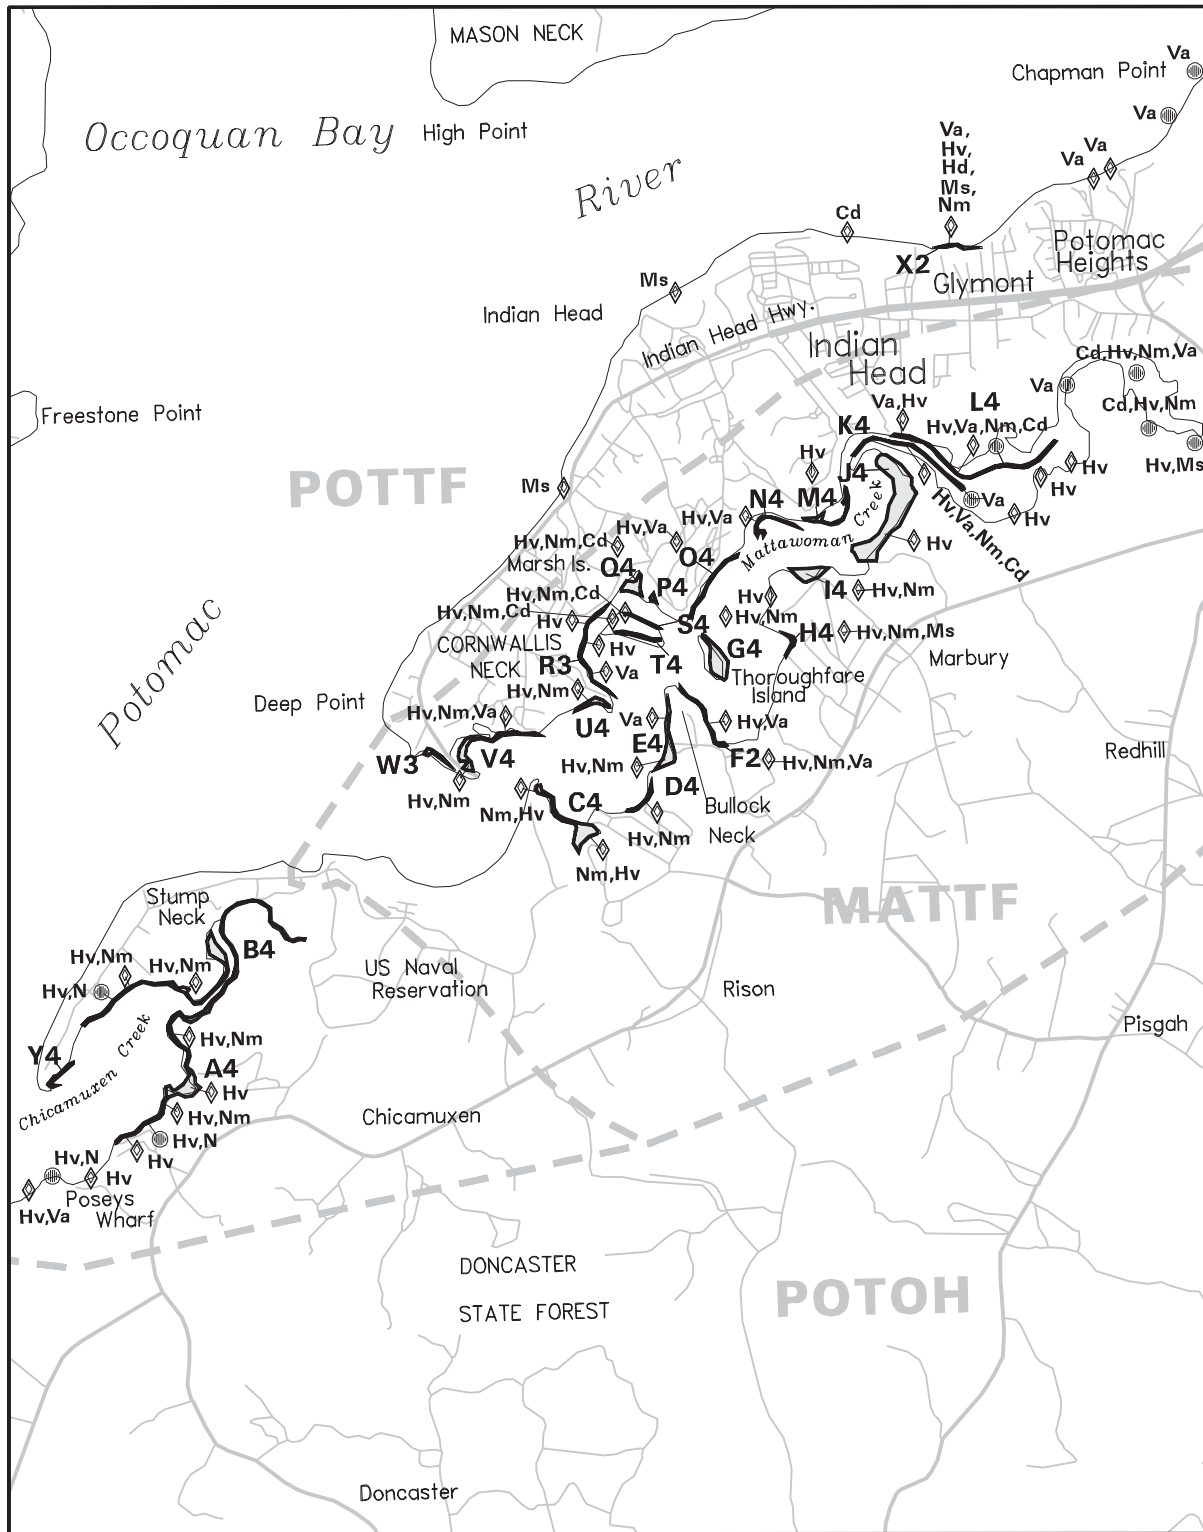 MASON NECK
Va
Chapman Point
Va
Occoquan Bay
High Point
Va,
Hv,
Hd,
Ms,
Nm
Va
Va
River
Cd
Potomac
Heights
X2
Glymont
Ms
Indian Head
Indian Head Hwy.
Indian
Head
Cd,Hv,Nm,Va
Va
Freestone Point
Va,Hv
L4
Cd,Hv,Nm
K4
Hv,Va,Nm,Cd
Hv
POTTF
J4
Hv
Hv,Ms
Ms
Hv
N4
M4
Va
Hv,Va
Hv,Va
Creek
Hv
Hv,Va,Nm,Cd
Hv,Nm,Cd
Mattawoman
Hv
Marsh Is.
Q4
O4
P4
Hv,Nm,Cd
Hv
I4
Hv,Nm
Hv,Nm,Cd
Hv
Hv,Nm
S4
H4
Hv,Nm,Ms
CORNWALLIS
NECK
Hv
G4
Marbury
R3
T4
Va
Thoroughfare
Island
Potomac
Hv,Nm
Deep Point
Hv,Nm,Va
U4
Va
Hv,Va
E4
Redhill
W3
V4
Hv,Nm
F2
Hv,Nm,Va
Hv,Nm
D4
Nm,Hv
C4
Bullock
Neck
Hv,Nm
Nm,Hv
Stump
Neck
MATTF
B4
Hv,Nm
Hv,Nm
US Naval
Reservation
Hv,N
Rison
Pisgah
Y4
Chicamuxen Creek
Hv,Nm
A4
Hv
Hv,Nm
Chicamuxen
Hv,N
Hv,N
Hv
Hv
Poseys
Wharf
Hv,Va
DONCASTER
STATE FOREST
POTOH
Doncaster